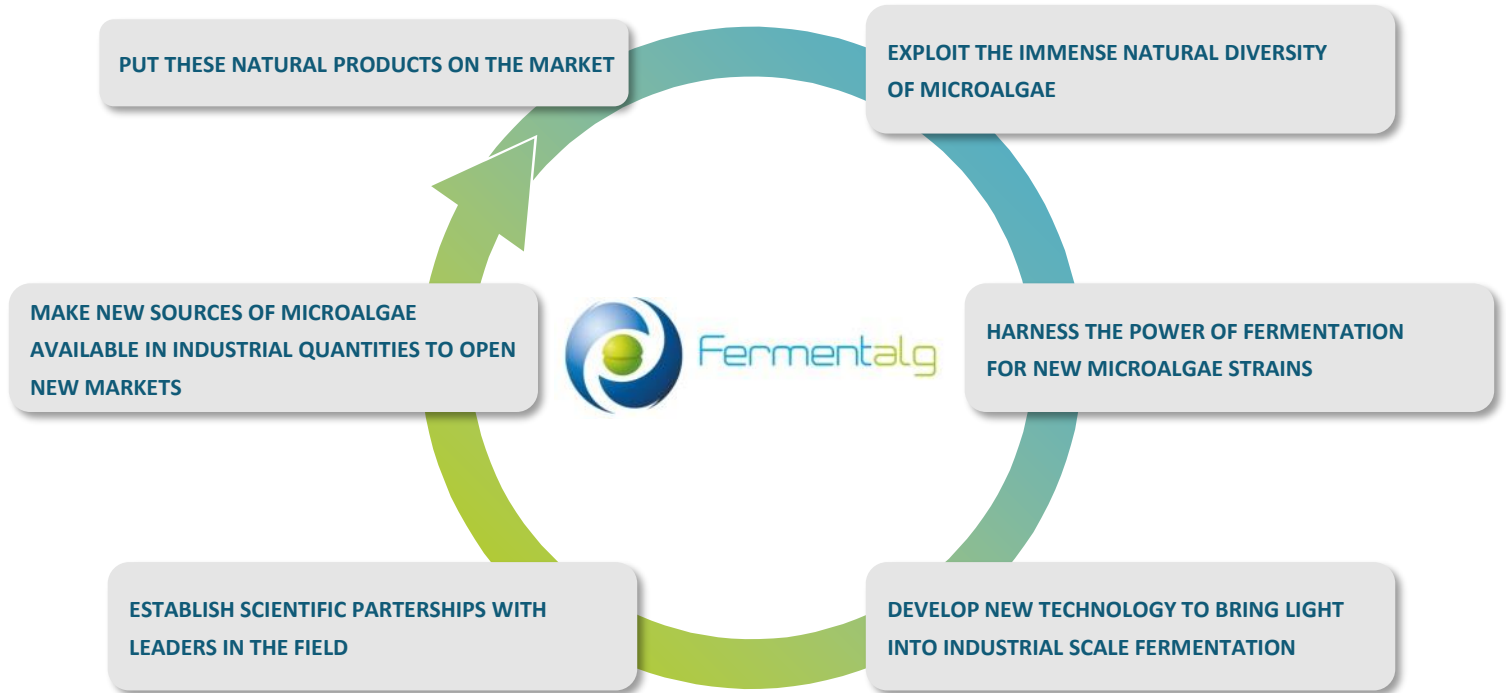 PUT THESE NATURAL PRODUCTS ON THE MARKET
EXPLOIT THE IMMENSE NATURAL DIVERSITY
OF MICROALGAE
MAKE NEW SOURCES OF MICROALGAE
AVAILABLE IN INDUSTRIAL QUANTITIES TO OPEN
NEW MARKETS
Fermentalg
HARNESS THE POWER OF FERMENTATION
FOR NEW MICROALGAE STRAINS
ESTABLISH SCIENTIFIC PARTERSHIPS WITH
LEADERS IN THE FIELD
DEVELOP NEW TECHNOLOGY TO BRING LIGHT
INTO INDUSTRIAL SCALE FERMENTATION